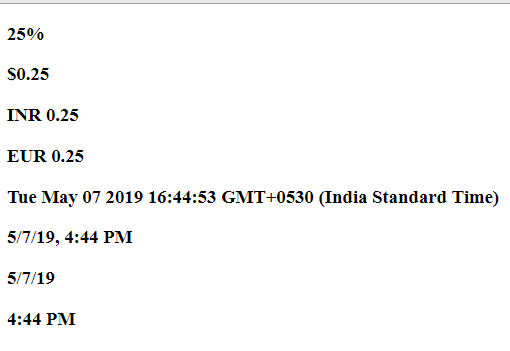 25%
$0.25
INR 0.25
EUR 0.25
Tue May 07 2019 16:44:53 GMT+0530 (India Standard Time)
5/7/19, 4:44 PM
5/7/19
4:44 PM